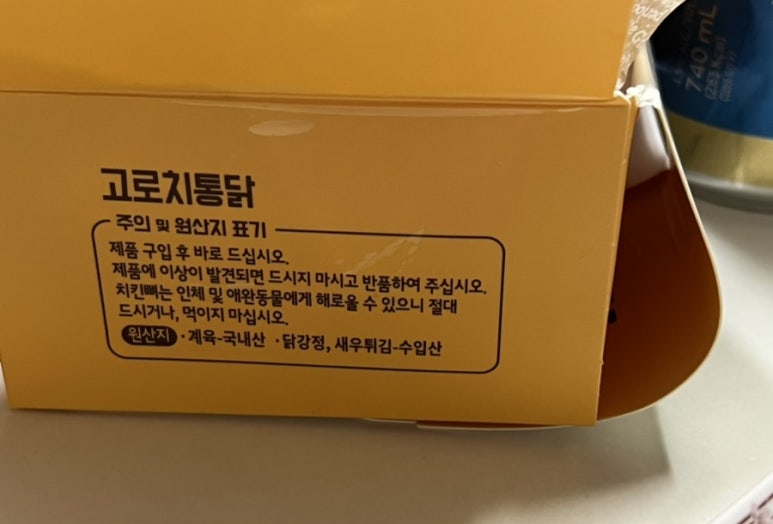 고로치통닭
주의 및 원산지 표기
제품 구입 후 바로 드십시오.
제품에 이상이 발견되면 드시지 마시고 반품하여 주십시오.
치킨뼈는 인체 및 애완동물에게 해로울 수 있으니 절대
드시거나, 먹이지 마십시오.
원산지 ·계육-국내산 ·닭강정, 새우튀김-수입산
740 mL